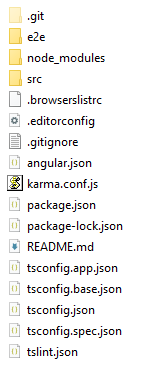 .git
e2e
node_modules
src
.browserslistrc
.editorconfig
.gitignore
angular.json
karma.conf.js
package.json
package-lock.json
README.md
tsconfig.app.json
tsconfig.base.json
tsconfig.json
tsconfig.spec.json
tslint.json